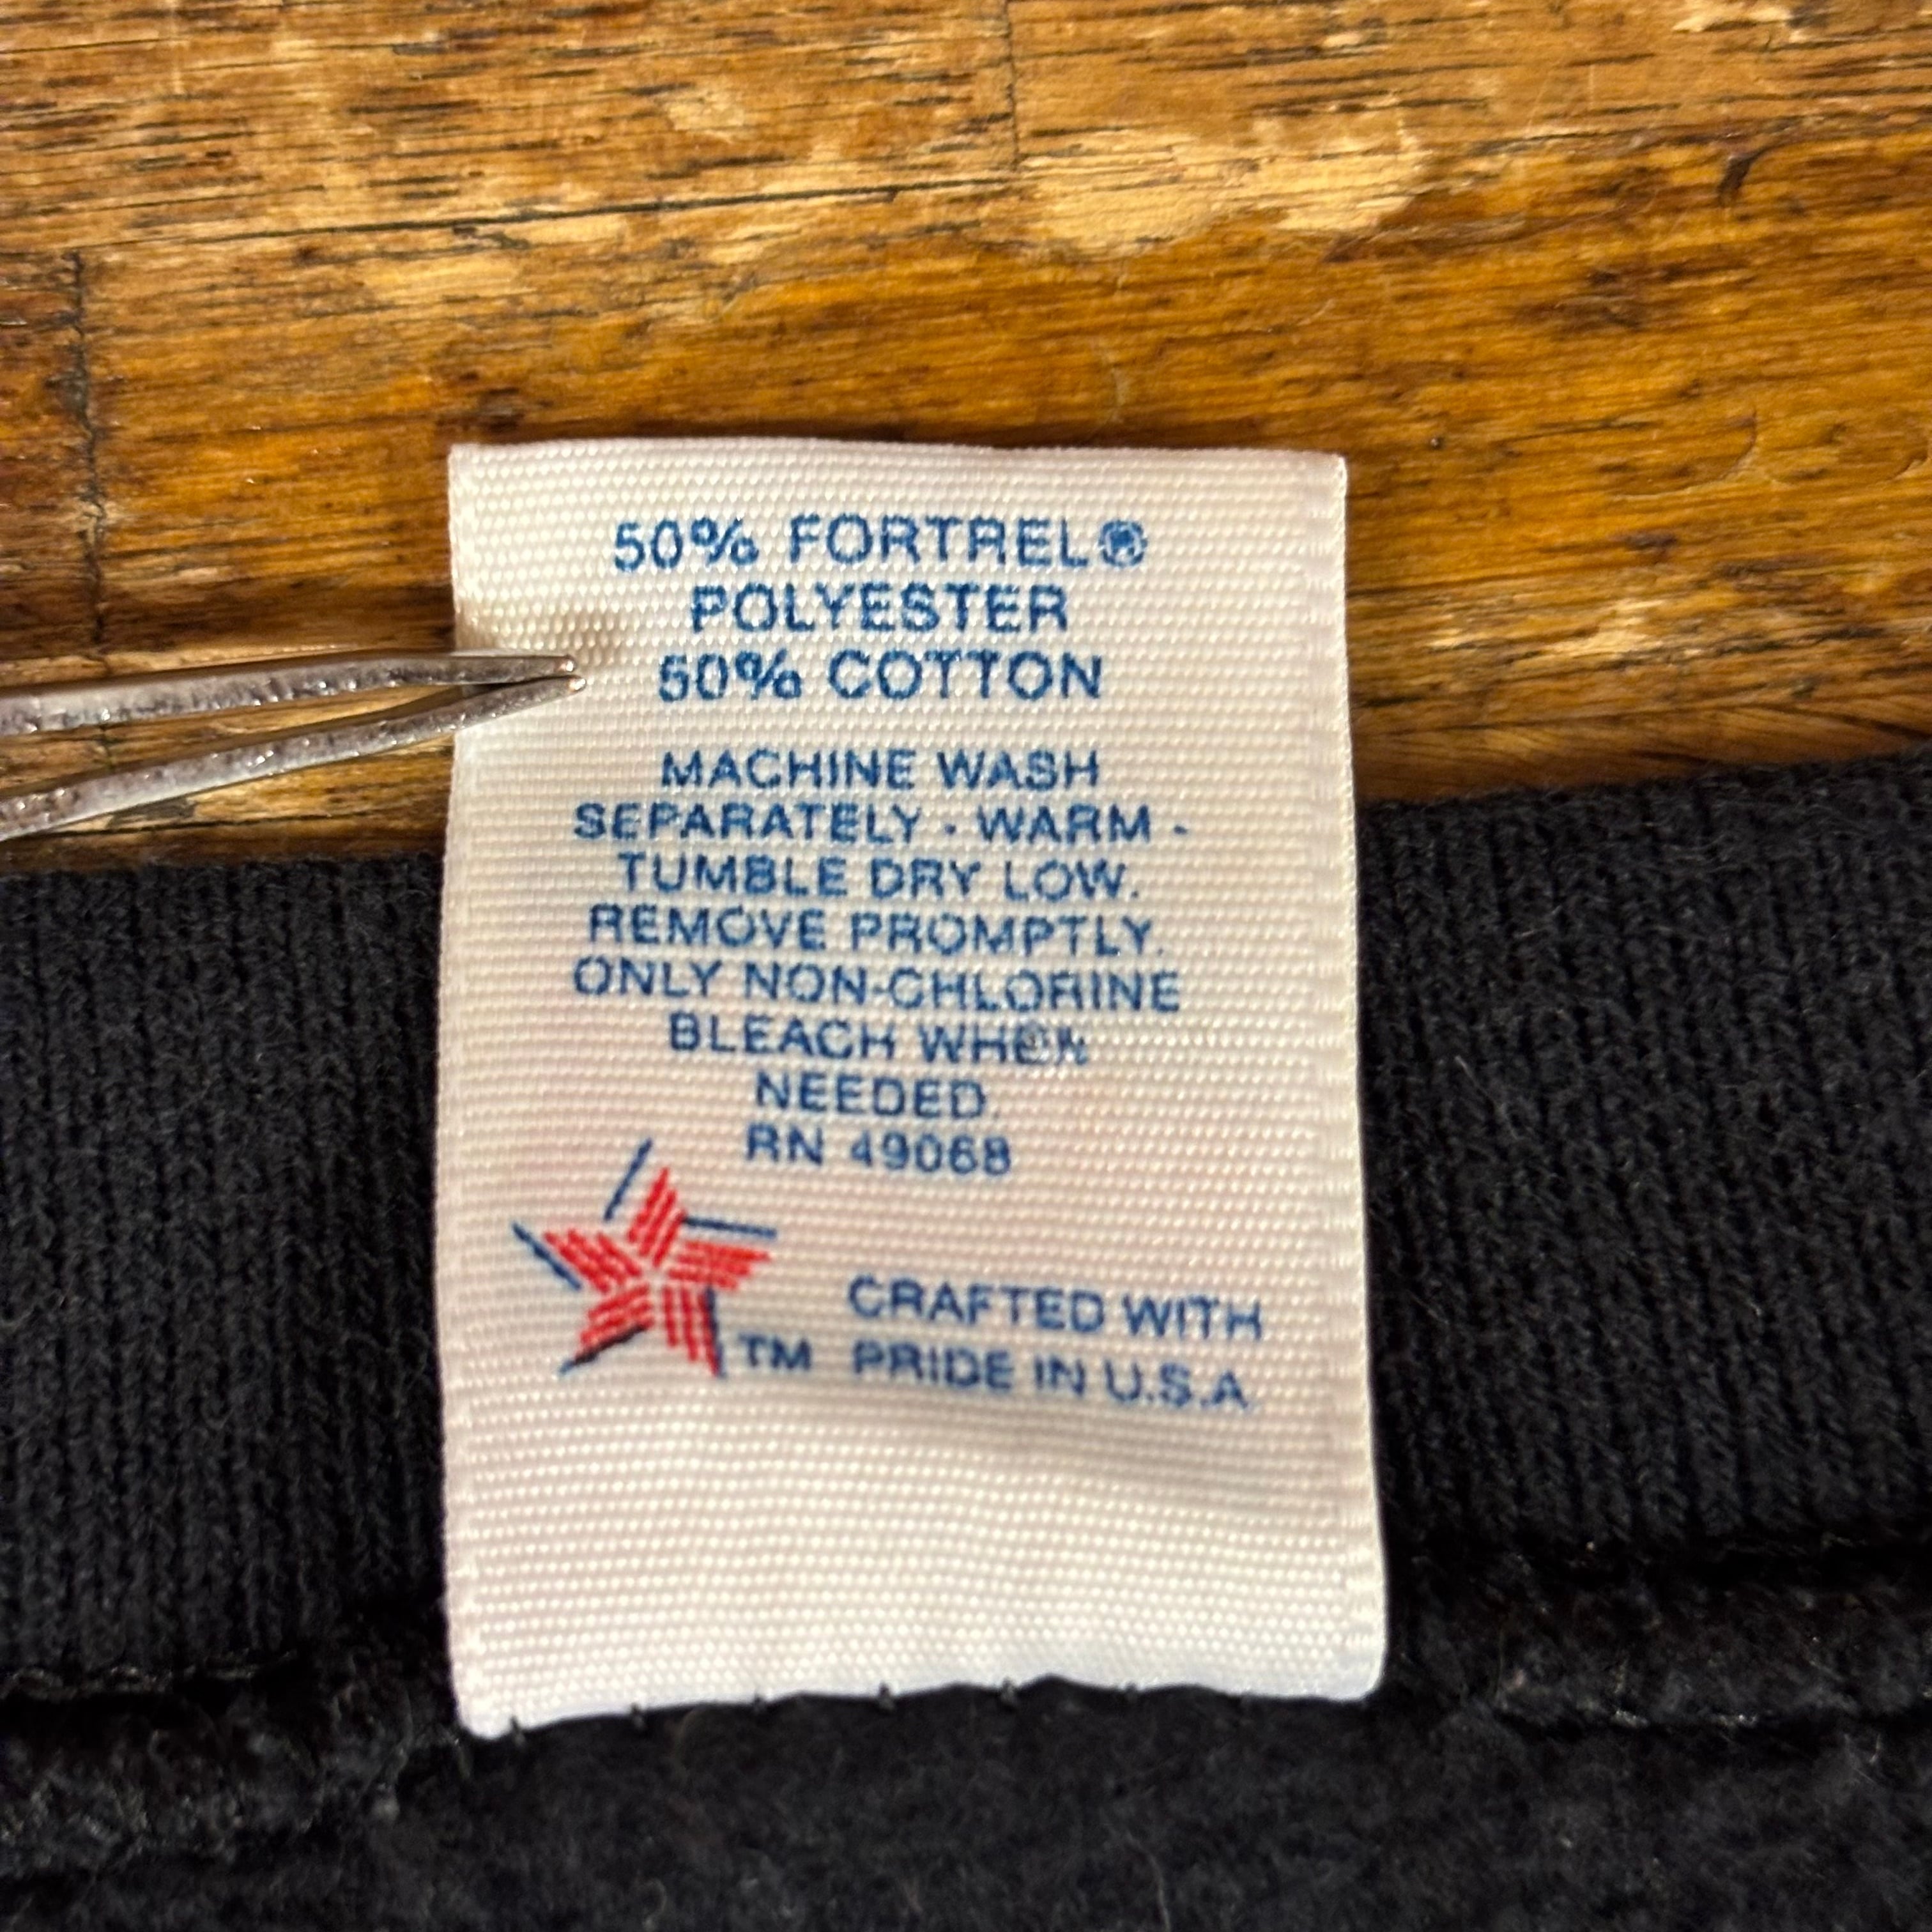 50% FORTREL®
POLYESTER
50% COTTON
MACHINE WASH
SEPARATELY - WARM -
TUMBLE DRY LOW.
REMOVE PROMPTLY.
ONLY NON-CHLORINE
BLEACH WHEN
NEEDED.
RN 49068
CRAFTED WITH
TM PRIDE IN U.S.A.